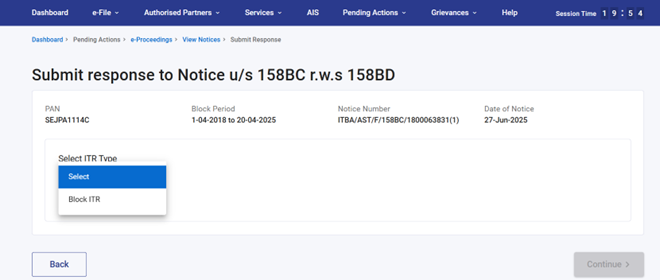 Dashboard e-File Authorised Partners Services AIS Pending Actions Grievances Help Session Time 1 9 : 5 4
Dashboard > Pending Actions > e-Proceedings > View Notices > Submit Response
Submit response to Notice u/s 158BC r.w.s 158BD
PAN Block Period Notice Number Date of Notice
SEJPA1114C 1-04-2018 to 20-04-2025 ITBA/AST/F/158BC/1800063831(1) 27-Jun-2025
Select ITR Type
Select
Block ITR
Back Continue >